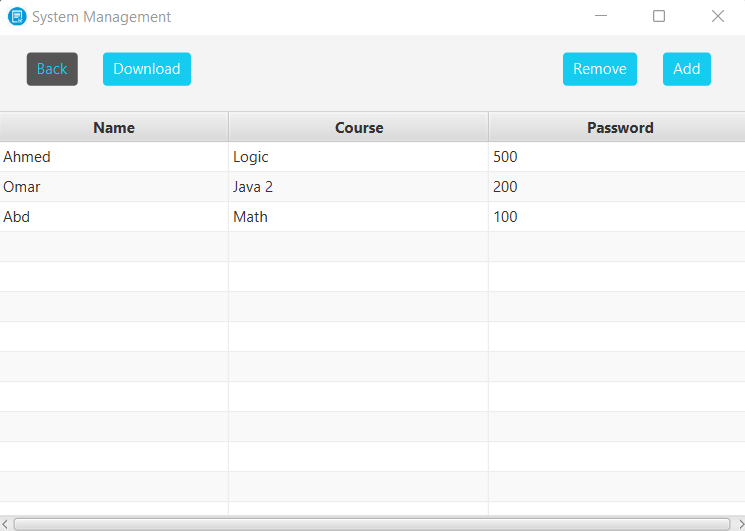 System Management
Back Download Remove Add
Name Course Password
Ahmed Logic 500
Omar Java 2 200
Abd Math 100